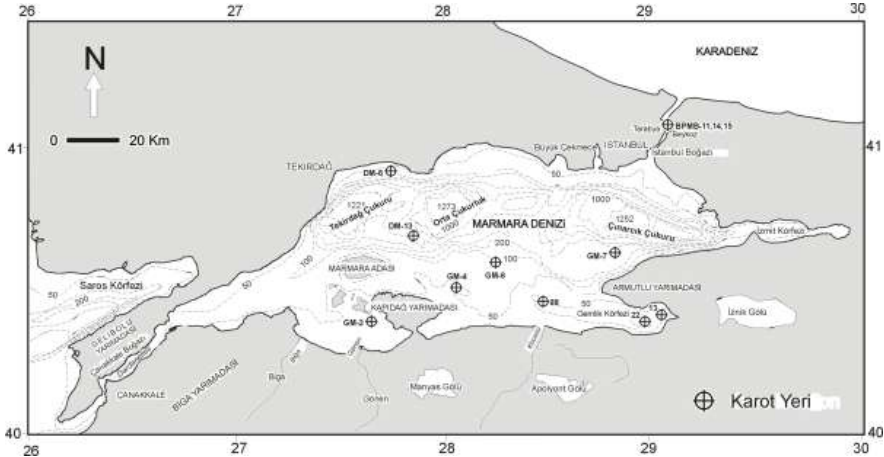 26
27
28
29
30
KARADENİZ
N
0 20 Km
41
41
Tarabya
BPMB-11,14,15
Beykoz
Büyük Çekmece
İSTANBUL
İstanbul Boğazı
TEKİRDAĞ
50
1221
Tekirdağ Çukuru
1273
Orta Çukurluk
1000
1000
DM-13
MARMARA DENİZİ
1252
Çınarcık Çukuru
İzmit Körfezi
200
100
GM-7
100
Saros Körfezi
MARMARA ADASI
GM-4
50
50
200
ARMUTLU YARIMADASI
KAPIDAĞ YARIMADASI
88
50
13
GM-3
50
Gemlik Körfezi
22
İznik Gölü
GELİBOLU
YARIMADASI
Çanakkale Boğazı
Biga
Gönen
BİGA YARIMADASI
ÇANAKKALE
Biga
Manyas Gölü
Apolyont Gölü
Gönen
Karot Yeri
40
40
26
27
28
29
30